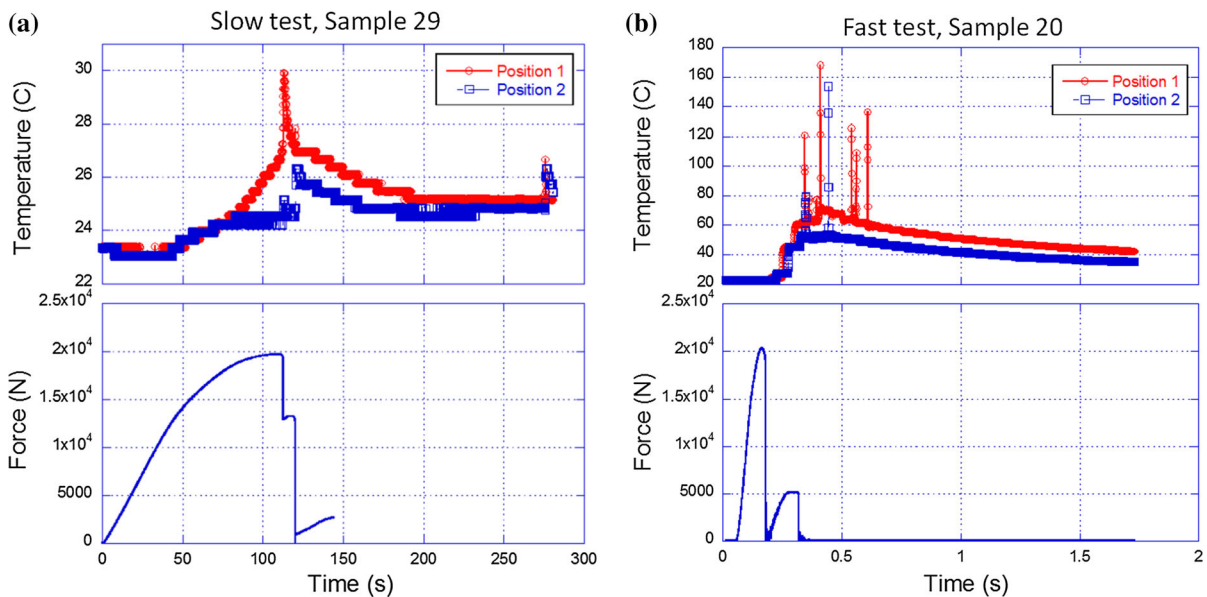 (a)
Slow test, Sample 29
Temperature (C)
32
30
28
26
24
22
Position 1
Position 2
Force (N)
2.5x10⁴
2x10⁴
1.5x10⁴
1x10⁴
5000
0
0
50
100
150
200
250
300
Time (s)
(b)
Fast test, Sample 20
Temperature (C)
180
160
140
120
100
80
60
40
20
Position 1
Position 2
Force (N)
2.5x10⁴
2x10⁴
1.5x10⁴
1x10⁴
5000
0
0
0.5
1
1.5
2
Time (s)